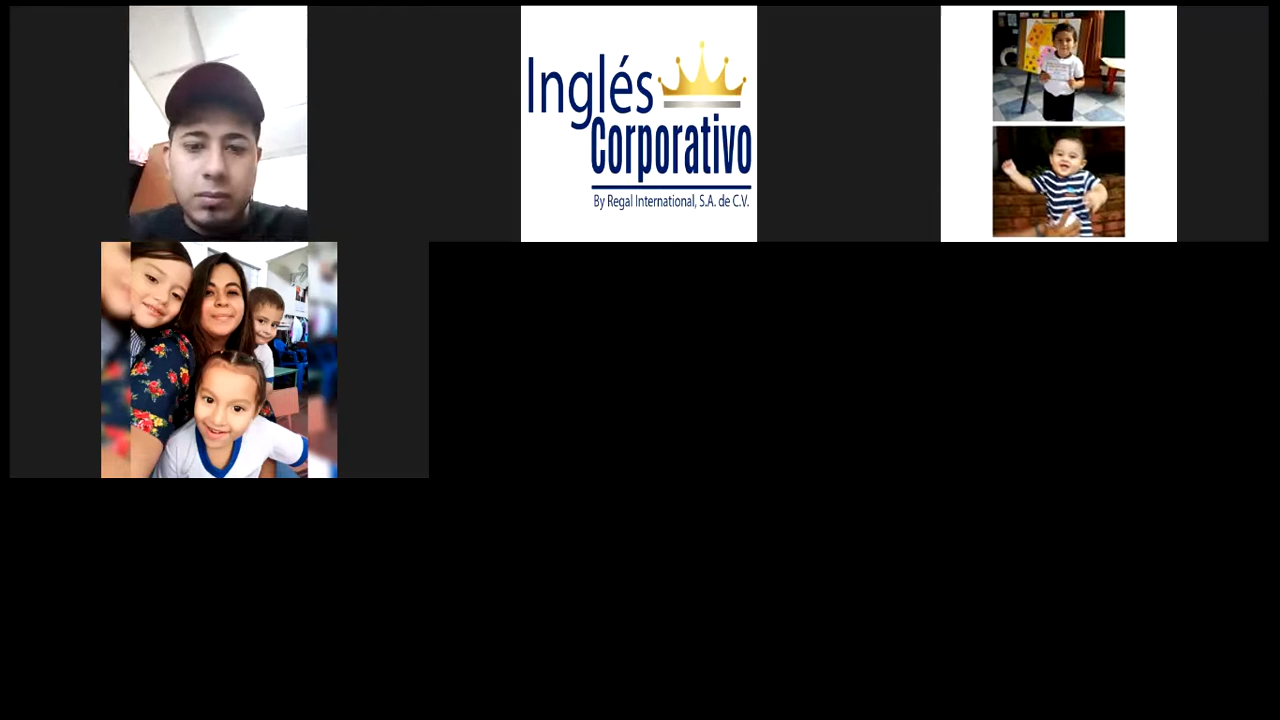 Inglés
Corporativo
By Regal International, S.A. de C.V.